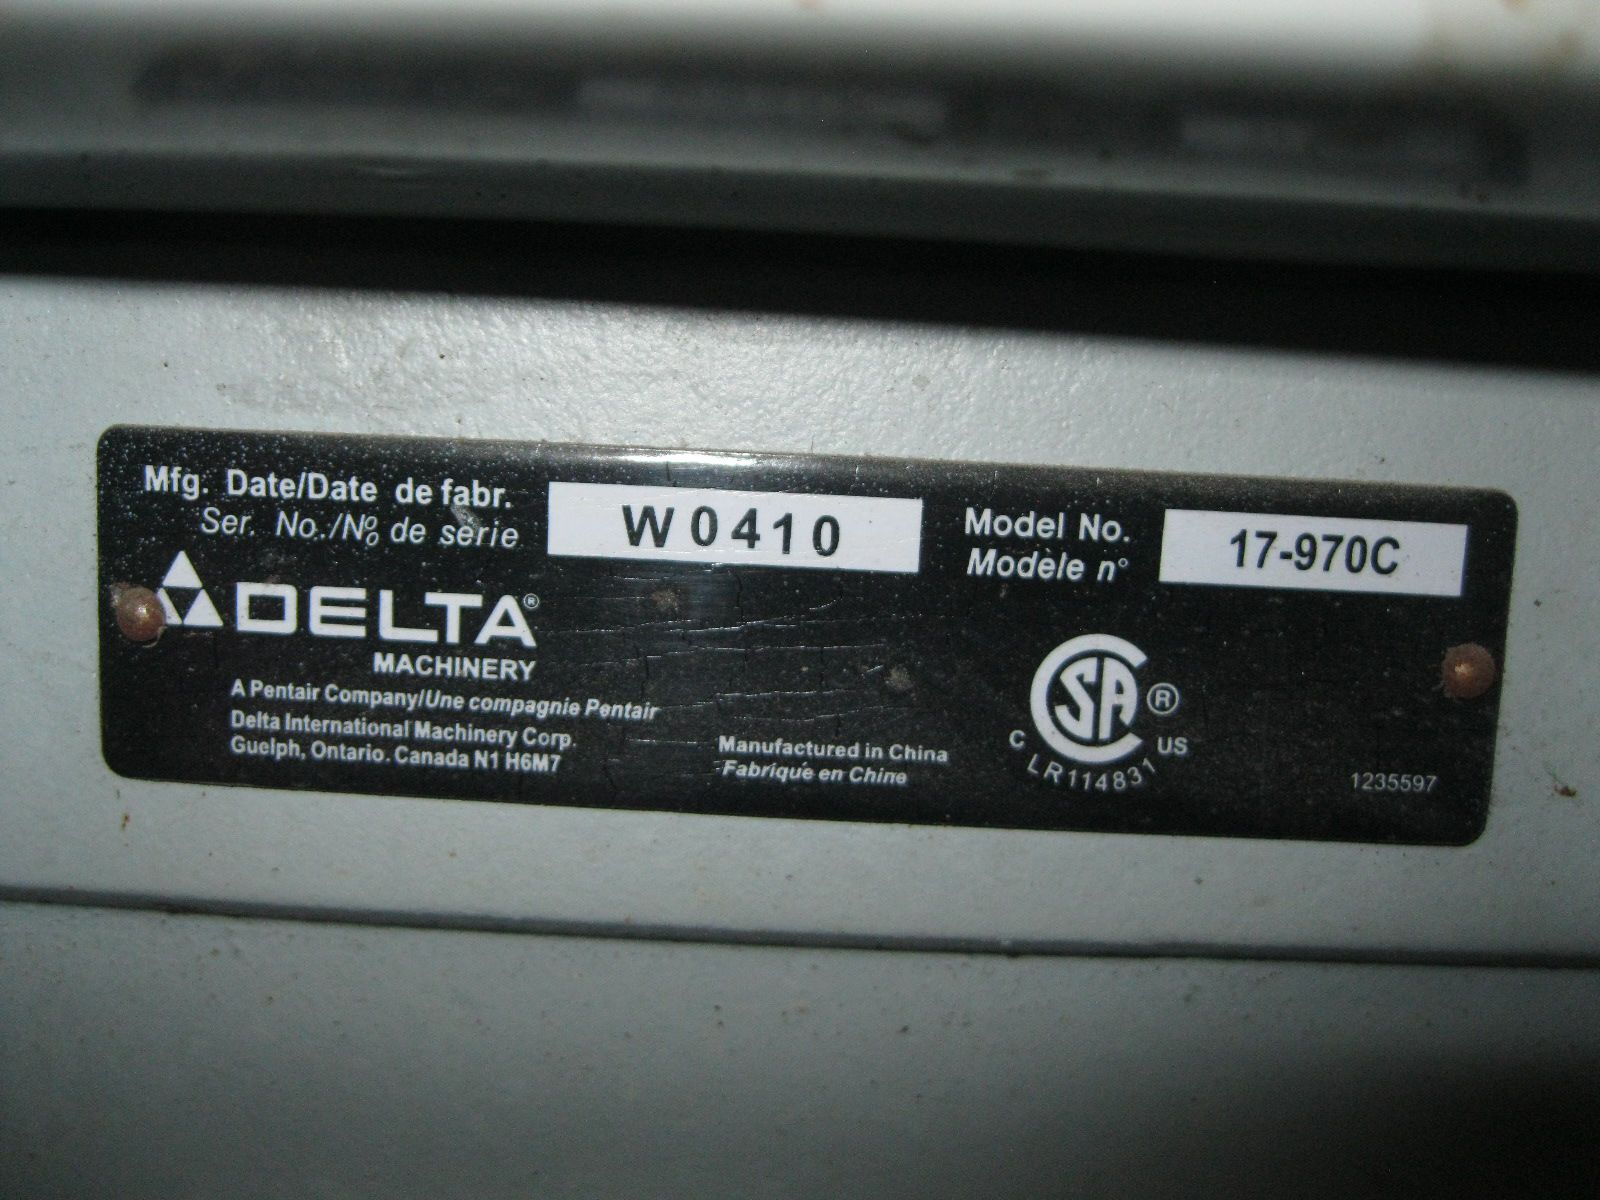 Mfg. Date/Date de fabr.
Ser. No./Nº de série
W0410
Model No.
Modèle n°
17-970C
DELTA®
MACHINERY
A Pentair Company/Une compagnie Pentair
Delta International Machinery Corp.
Guelph, Ontario. Canada N1 H6M7
Manufactured in China
Fabriqué en Chine
C SA ® US
LR114831
1235597